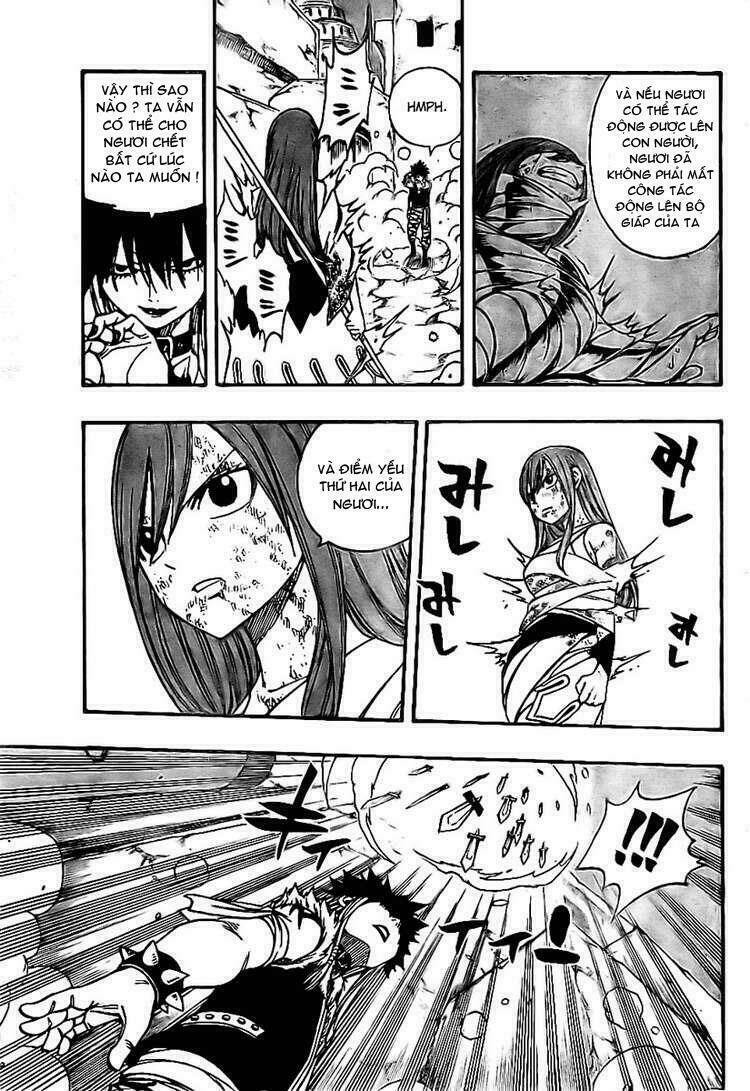 VÀ NẾU NGƯƠI
CÓ THỂ TÁC
ĐỘNG ĐƯỢC LÊN
CON NGƯỜI,
NGƯƠI ĐÃ
KHÔNG PHẢI MẤT
CÔNG TÁC
ĐỘNG LÊN BỘ
GIÁP CỦA TA
HMPH.
VẬY THÌ SAO
NÀO ? TA VẪN
CÓ THỂ CHO
NGƯƠI CHẾT
BẤT CỨ LÚC
NÀO TA MUỐN !
みし
みし
みし
みし
VÀ ĐIỂM YẾU
THỨ HAI CỦA
NGƯƠI...
!!!